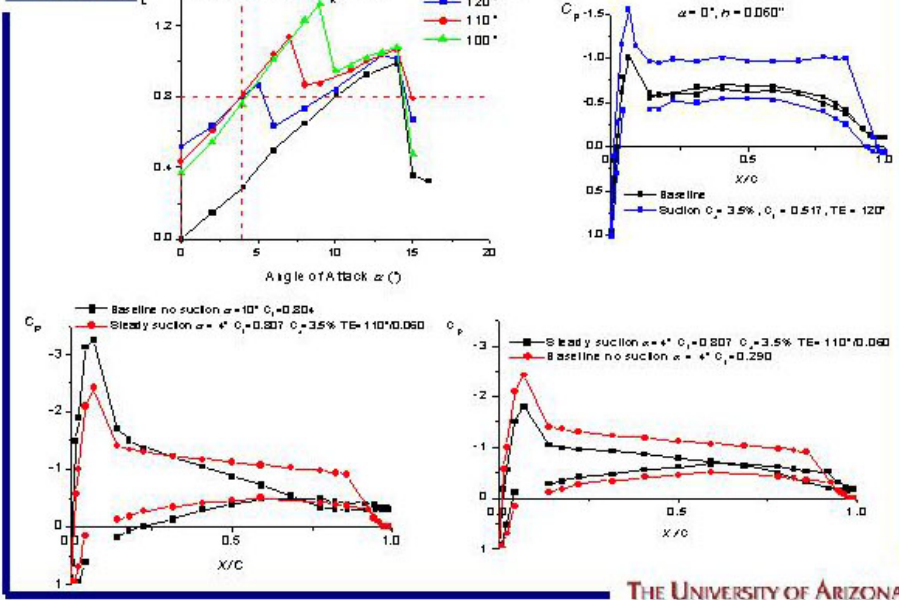 120
110°
100°
1.2
0.8
0.4
0.0
0
5
10
15
20
Angle of Attack α (°)
C p
-1.5
α = 0°, h = 0.060"
-1.0
-0.5
0.0
0.5
1.0
0
0.5
1.0
X/C
Baseline
Suction C = 3.5%, C = 0.517, TE = 120°
Baseline no suction α = 10° C =0.804
Steady suction α = 4° C =0.807 C =3.5% TE= 110°/0.060
C p
-3
-2
-1
0
1
0
0.5
1.0
X/C
Steady suction α = 4° C =0.807 C =3.5% TE= 110°/0.060
Baseline no suction α = 4° C =0.290
C p
-3
-2
-1
0
1
0
0.5
1.0
X/C
THE UNIVERSITY OF ARIZONA